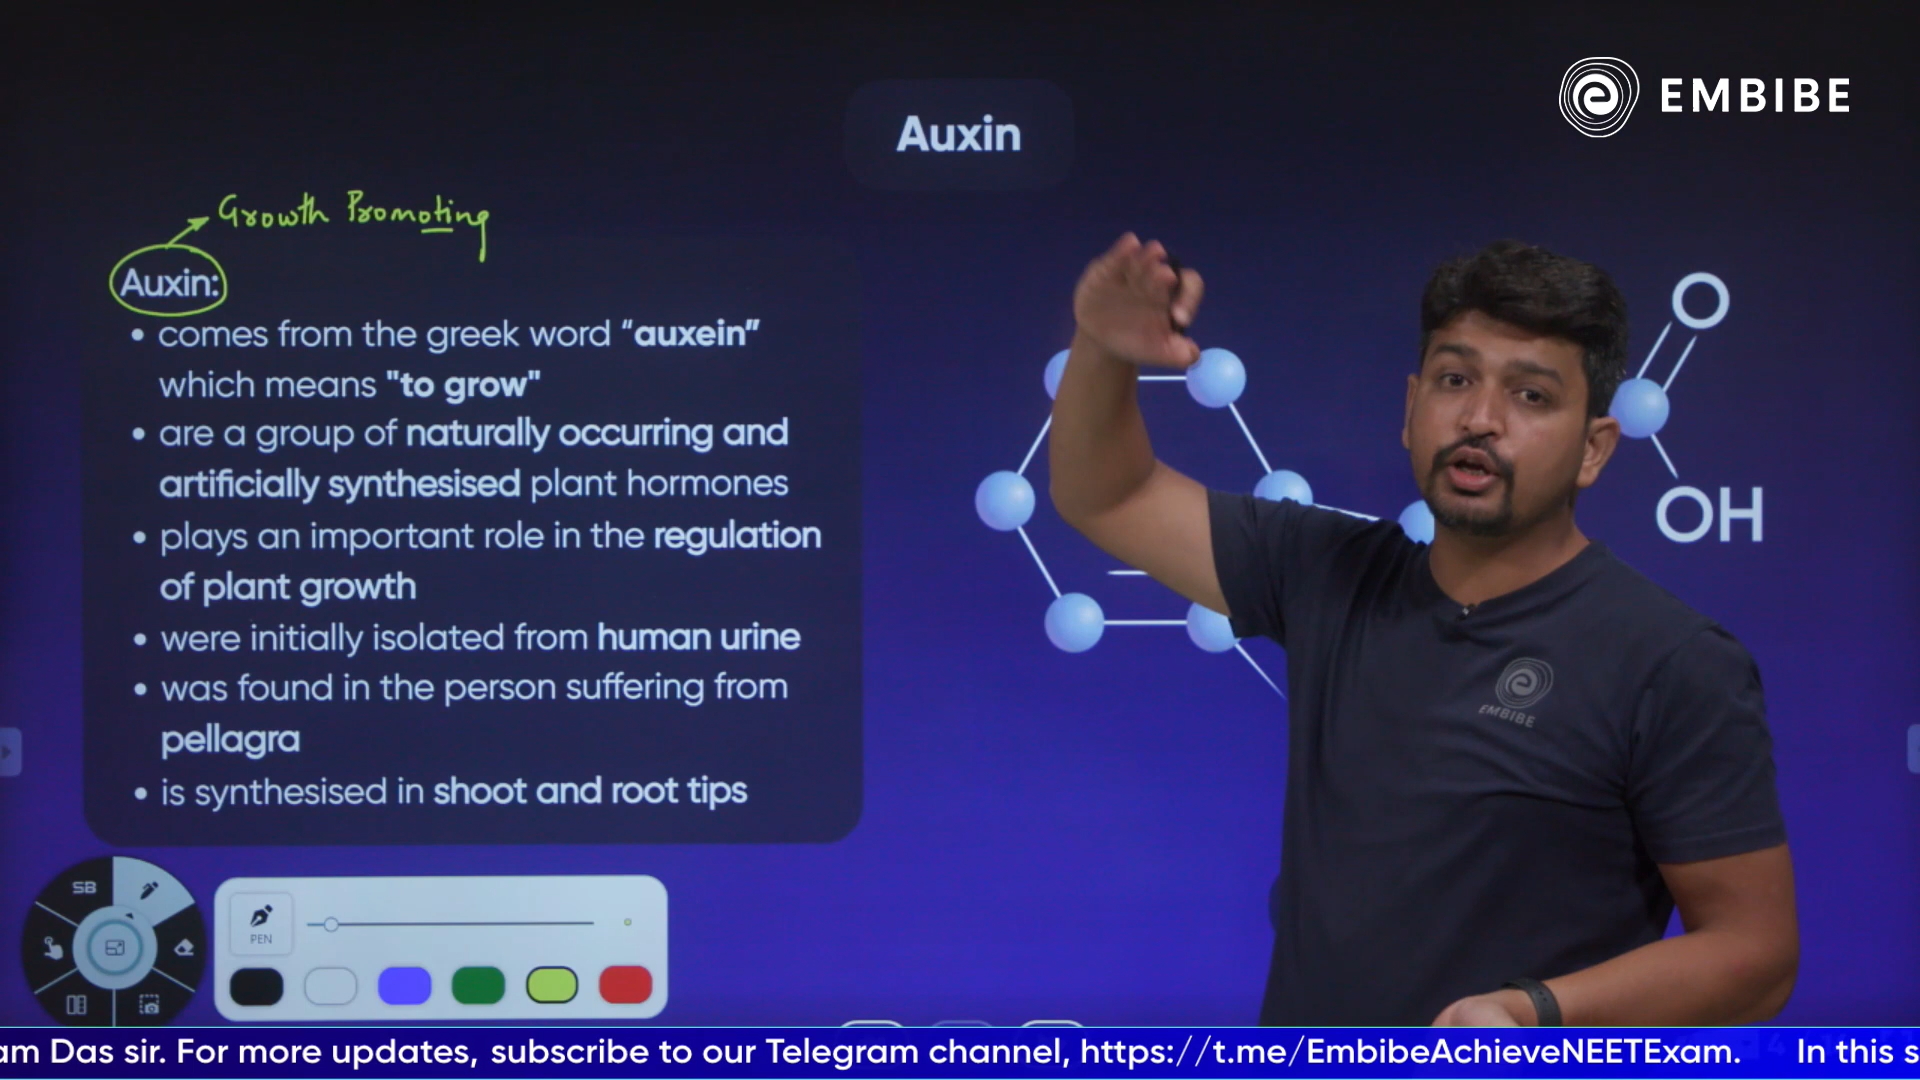 EMBIBE
Auxin
Growth Promoting
Auxin:
• comes from the greek word “auxein”
which means "to grow"
• are a group of naturally occurring and
artificially synthesised plant hormones
• plays an important role in the regulation
of plant growth
• were initially isolated from human urine
• was found in the person suffering from
pellagra
• is synthesised in shoot and root tips
O
OH
EMBIBE
SB
PEN
am Das sir. For more updates, subscribe to our Telegram channel, https://t.me/EmbibeAchieveNEETExam. In this s